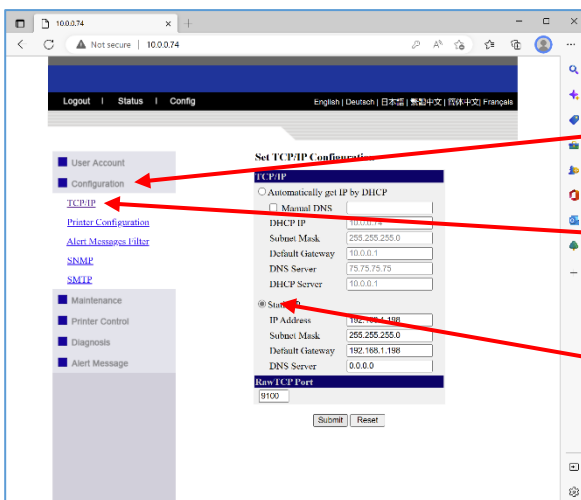 10.0.0.74
Not secure | 10.0.0.74
Logout | Status | Config
English | Deutsch | 日本語 | 繁體中文 | 简体中文 | Français
Set TCP/IP Configuration
User Account
Configuration
TCP/IP
Printer Configuration
Alert Messages Filter
SNMP
SMTP
Maintenance
Printer Control
Diagnosis
Alert Message
TCP/IP
Automatically get IP by DHCP
Manual DNS
DHCP IP 10.0.0.74
Subnet Mask 255.255.255.0
Default Gateway 10.0.0.1
DNS Server 75.75.75.75
DHCP Server 10.0.0.1
Static IP
IP Address 192.168.1.198
Subnet Mask 255.255.255.0
Default Gateway 192.168.1.198
DNS Server 0.0.0.0
RawTCP Port
9100
Submit Reset